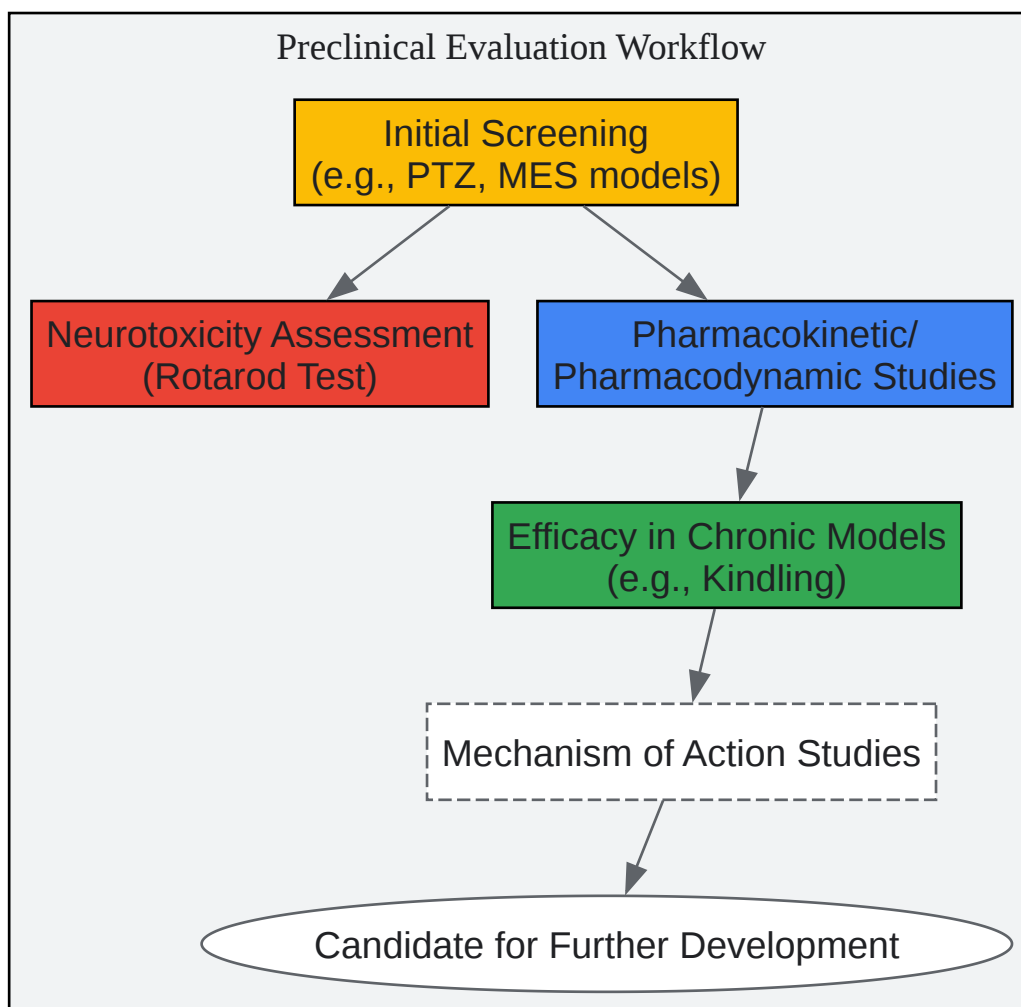 Preclinical Evaluation Workflow
Initial Screening
(e.g., PTZ, MES models)
Neurotoxicity Assessment
(Rotarod Test)
Pharmacokinetic/
Pharmacodynamic Studies
Efficacy in Chronic Models
(e.g., Kindling)
Mechanism of Action Studies
Candidate for Further Development